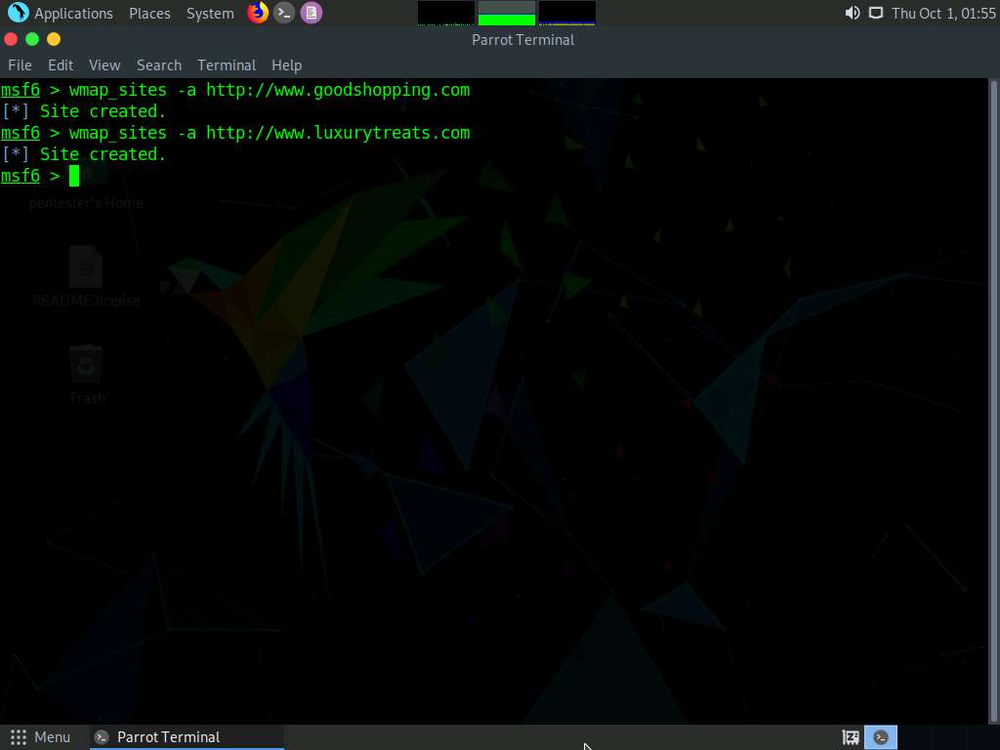 Applications Places System Thu Oct 1, 01:55
Parrot Terminal
File Edit View Search Terminal Help
msf6 > wmap_sites -a http://www.goodshopping.com
[*] Site created.
msf6 > wmap_sites -a http://www.luxurytreats.com
[*] Site created.
msf6 >
pentester's Home
README.license
Trash
Menu Parrot Terminal